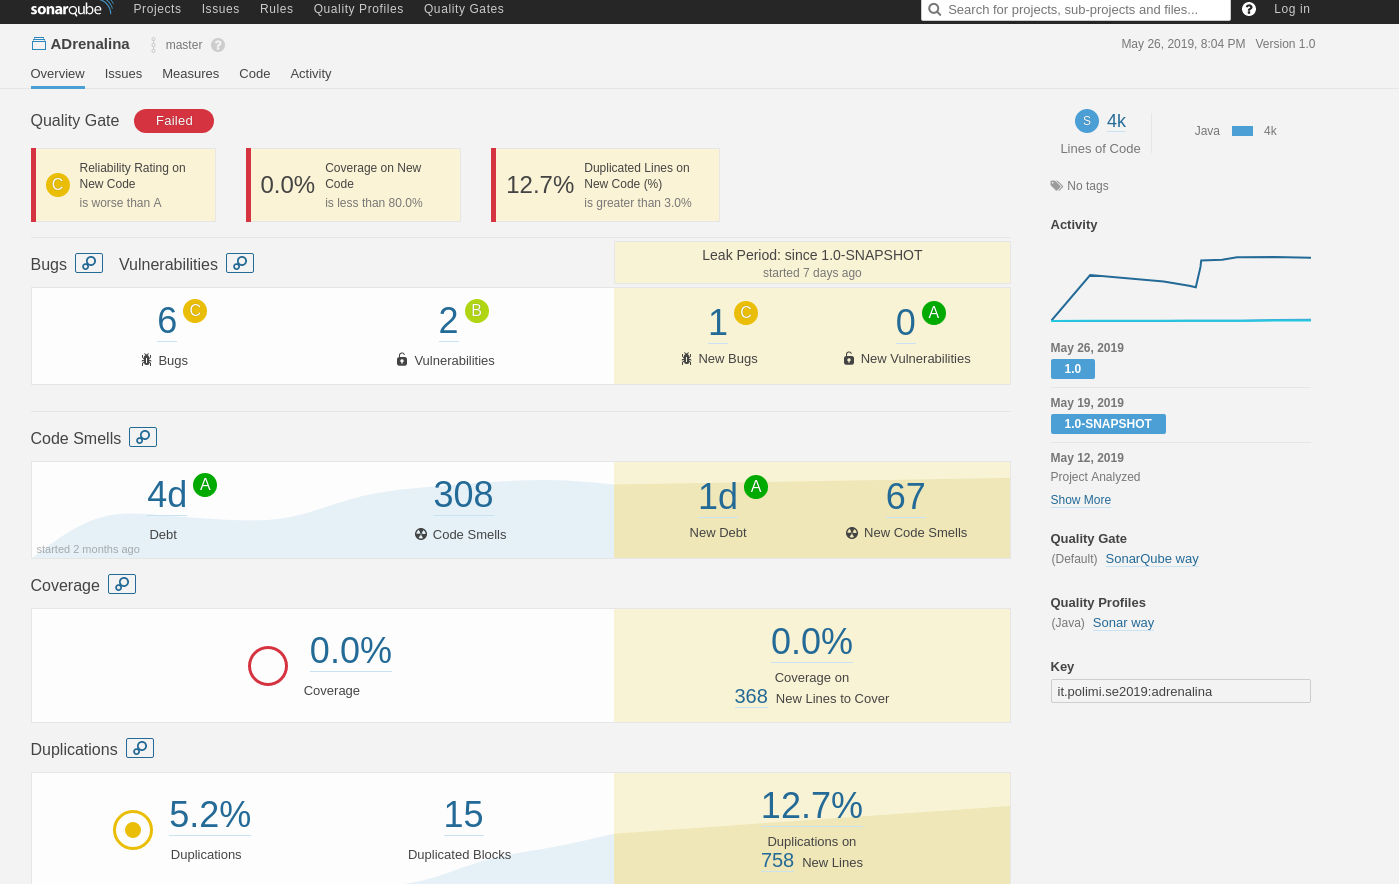 sonarqube Projects Issues Rules Quality Profiles Quality Gates Search for projects, sub-projects and files... ? Log in
ADrenalina master ? May 26, 2019, 8:04 PM Version 1.0
Overview Issues Measures Code Activity
Quality Gate Failed
C Reliability Rating on
New Code
is worse than A
0.0% Coverage on New
Code
is less than 80.0%
12.7% Duplicated Lines on
New Code (%)
is greater than 3.0%
Bugs Vulnerabilities
Leak Period: since 1.0-SNAPSHOT
started 7 days ago
6 C 2 B 1 C 0 A
Bugs Vulnerabilities New Bugs New Vulnerabilities
Code Smells
4d A 308 1d A 67
Debt Code Smells New Debt New Code Smells
started 2 months ago
Coverage
0.0%
Coverage
0.0%
Coverage on
368 New Lines to Cover
Duplications
5.2% 15 12.7%
Duplications Duplicated Blocks Duplications on
758 New Lines
S 4k
Lines of Code
Java 4k
No tags
Activity
May 26, 2019
1.0
May 19, 2019
1.0-SNAPSHOT
May 12, 2019
Project Analyzed
Show More
Quality Gate
(Default) SonarQube way
Quality Profiles
(Java) Sonar way
Key
it.polimi.se2019:adrenalina